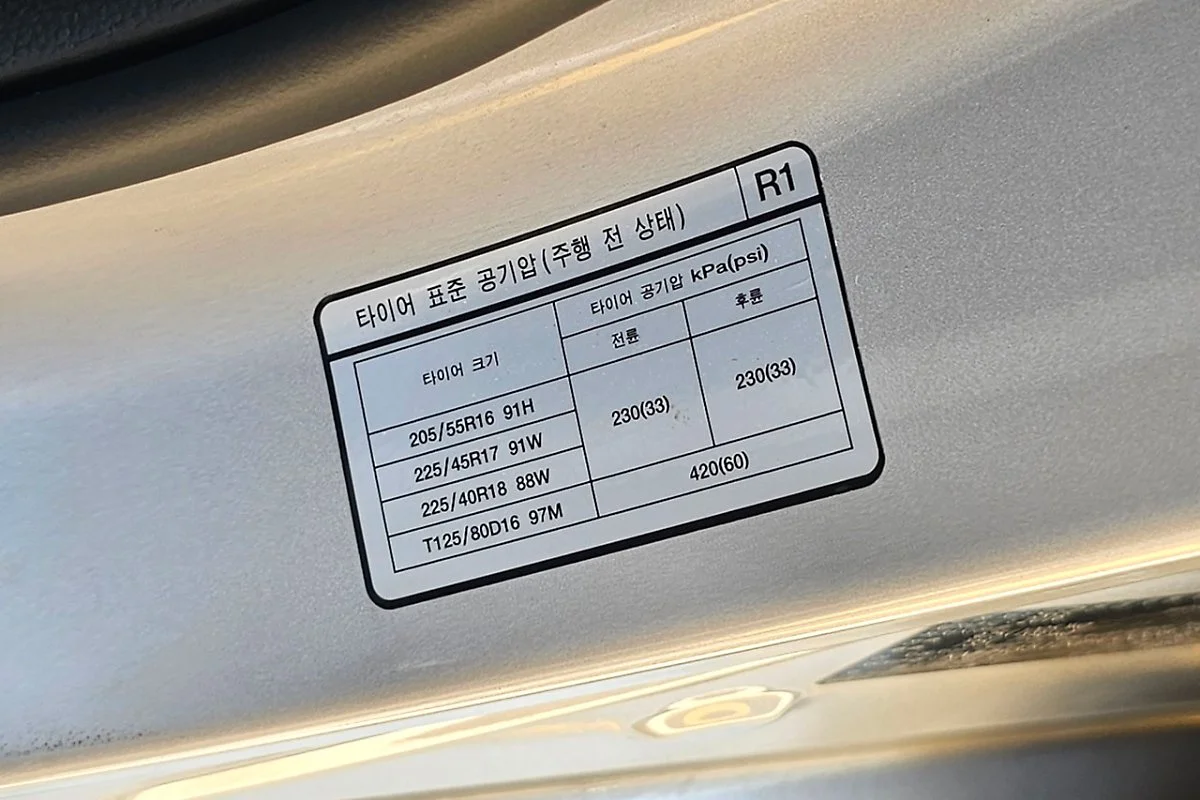 타이어 표준 공기압(주행 전 상태) R1
타이어 크기
타이어 공기압 kPa(psi)
전륜
후륜
205/55R16 91H
225/45R17 91W
225/40R18 88W
230(33)
230(33)
T125/80D16 97M
420(60)